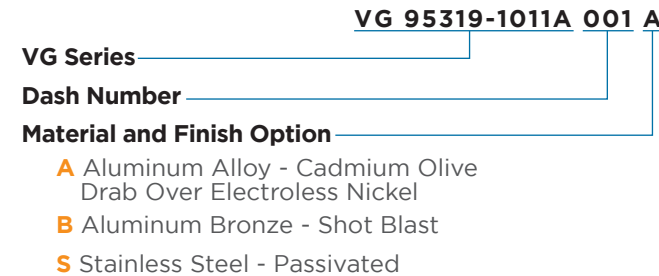 VG 95319-1011A 001 A
VG Series
Dash Number
Material and Finish Option
A Aluminum Alloy - Cadmium Olive
Drab Over Electroless Nickel
B Aluminum Bronze - Shot Blast
S Stainless Steel - Passivated